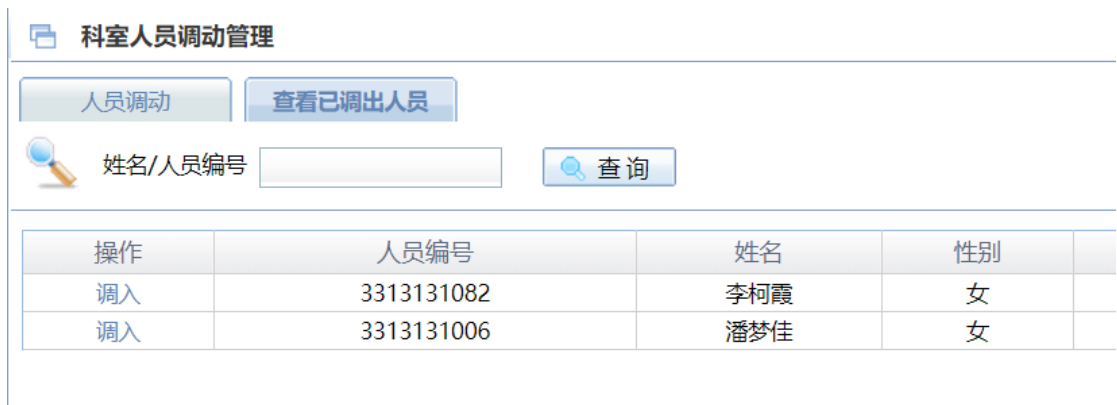 科室人员调动管理
人员调动 查看已调出人员
姓名/人员编号 查询
操作 人员编号 姓名 性别
调入 3313131082 李柯霞 女
调入 3313131006 潘梦佳 女